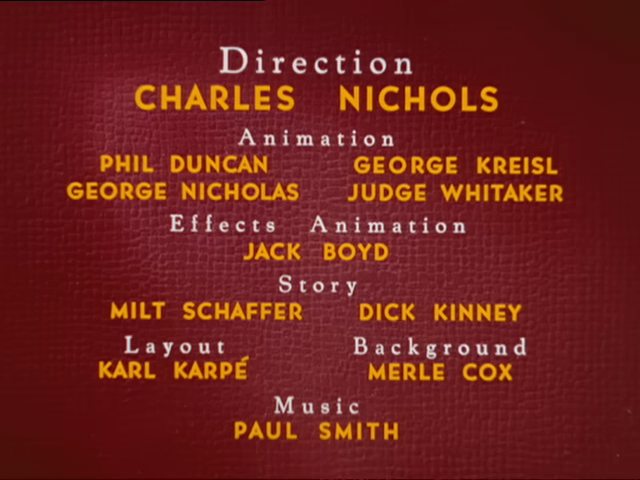 Direction
CHARLES NICHOLS
Animation
PHIL DUNCAN GEORGE KREISL
GEORGE NICHOLAS JUDGE WHITAKER
Effects Animation
JACK BOYD
Story
MILT SCHAFFER DICK KINNEY
Layout Background
KARL KARPÉ MERLE COX
Music
PAUL SMITH